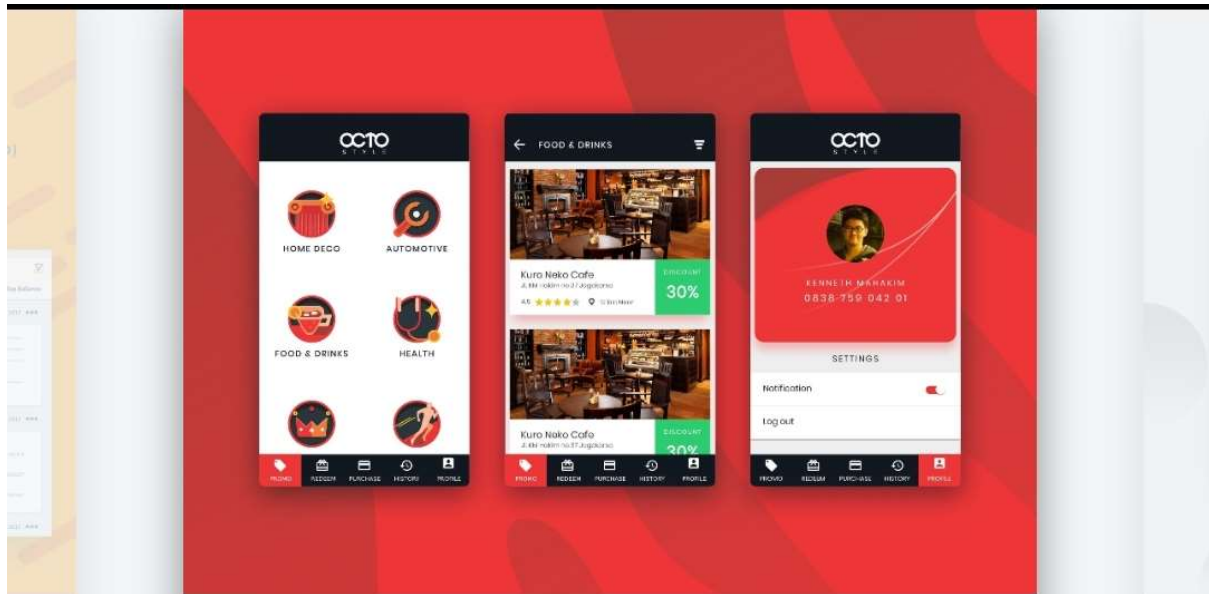 OCTO
STYLE
HOME DECO
AUTOMOTIVE
FOOD & DRINKS
HEALTH
PROMO
REDEEM
PURCHASE
HISTORY
PROFILE
FOOD & DRINKS
Kuro Neko Cafe
DISCOUNT
30%
Kuro Neko Cafe
DISCOUNT
30%
PROMO
REDEEM
PURCHASE
HISTORY
PROFILE
OCTO
STYLE
KENNETH MAHAKIM
0838-759 042 01
SETTINGS
Notification
Log out
PROMO
REDEEM
PURCHASE
HISTORY
PROFILE